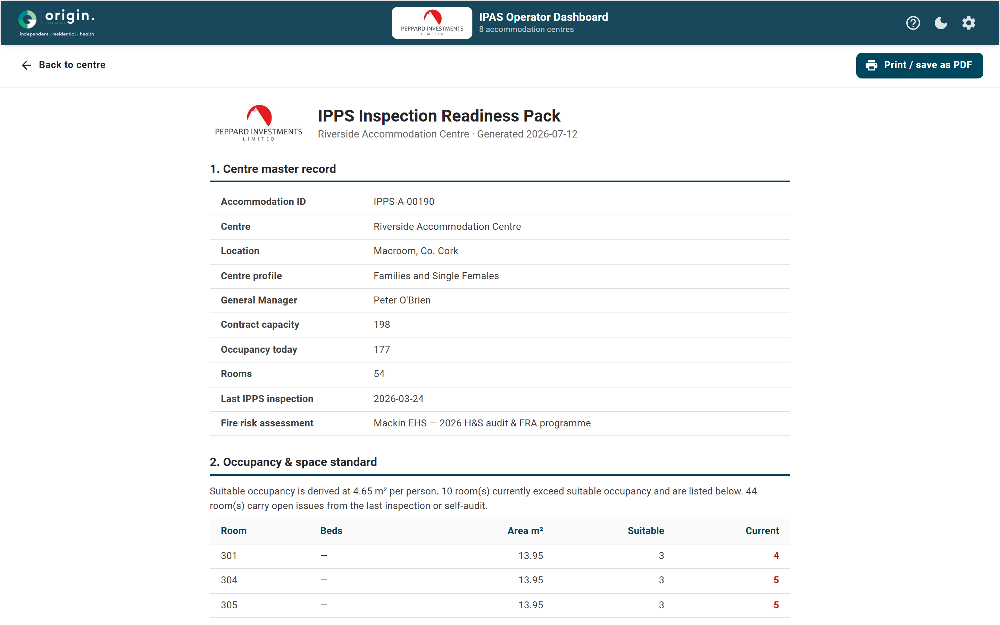 origin.
CARE GROUP
independent • residential • health
PEPPARD INVESTMENTS
LIMITED
IPAS Operator Dashboard
8 accommodation centres
Back to centre
Print / save as PDF
PEPPARD INVESTMENTS
LIMITED
IPPS Inspection Readiness Pack
Riverside Accommodation Centre · Generated 2026-07-12
1. Centre master record
Accommodation ID IPPS-A-00190
Centre Riverside Accommodation Centre
Location Macroom, Co. Cork
Centre profile Families and Single Females
General Manager Peter O'Brien
Contract capacity 198
Occupancy today 177
Rooms 54
Last IPPS inspection 2026-03-24
Fire risk assessment Mackin EHS — 2026 H&S audit & FRA programme
2. Occupancy & space standard
Suitable occupancy is derived at 4.65 m² per person. 10 room(s) currently exceed suitable occupancy and are listed below. 44
room(s) carry open issues from the last inspection or self-audit.
Room Beds Area m² Suitable Current
301 — 13.95 3 4
304 — 13.95 3 5
305 — 13.95 3 5